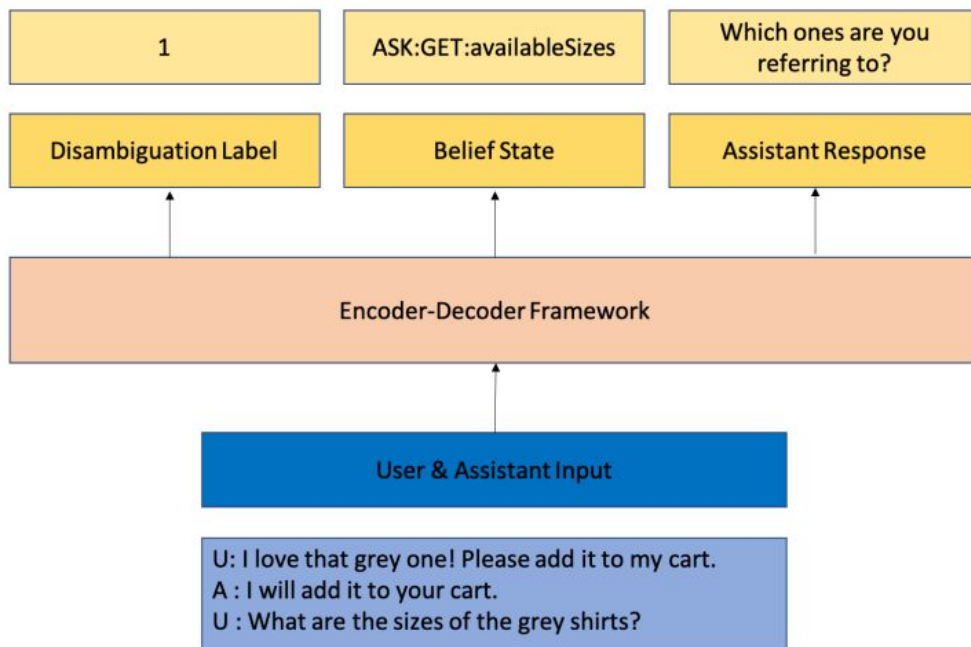 1
ASK:GET:availableSizes
Which ones are you
referring to?
Disambiguation Label
Belief State
Assistant Response
Encoder-Decoder Framework
User & Assistant Input
U: I love that grey one! Please add it to my cart.
A : I will add it to your cart.
U : What are the sizes of the grey shirts?